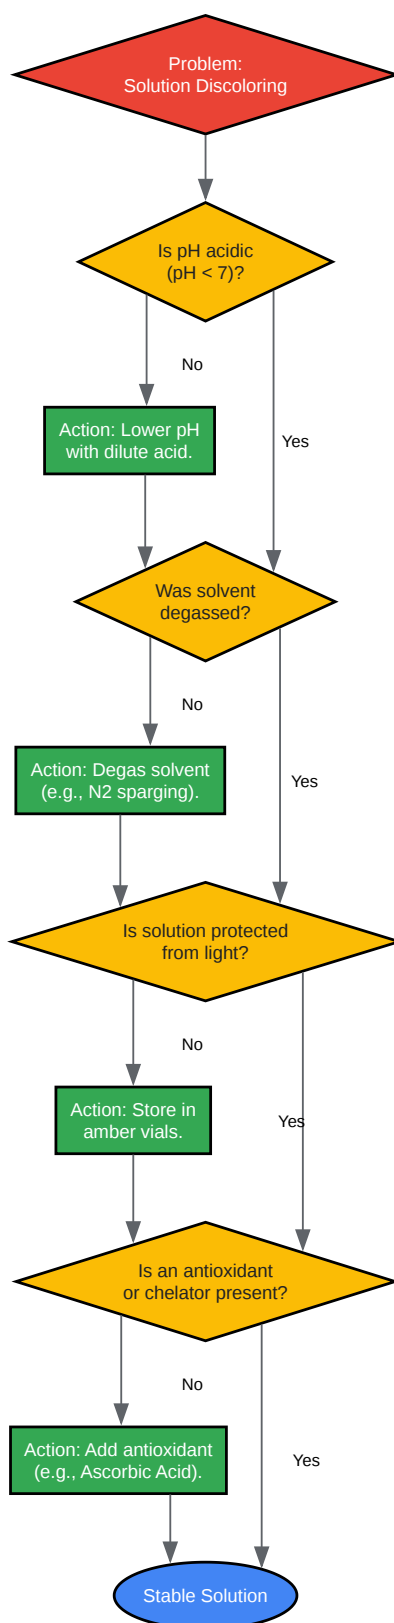 Problem:
Solution Discoloring
Is pH acidic
(pH < 7)?
No
Yes
Action: Lower pH
with dilute acid.
Was solvent
degassed?
No
Yes
Action: Degas solvent
(e.g., N2 sparging).
Is solution protected
from light?
No
Yes
Action: Store in
amber vials.
Is an antioxidant
or chelator present?
No
Yes
Action: Add antioxidant
(e.g., Ascorbic Acid).
Stable Solution